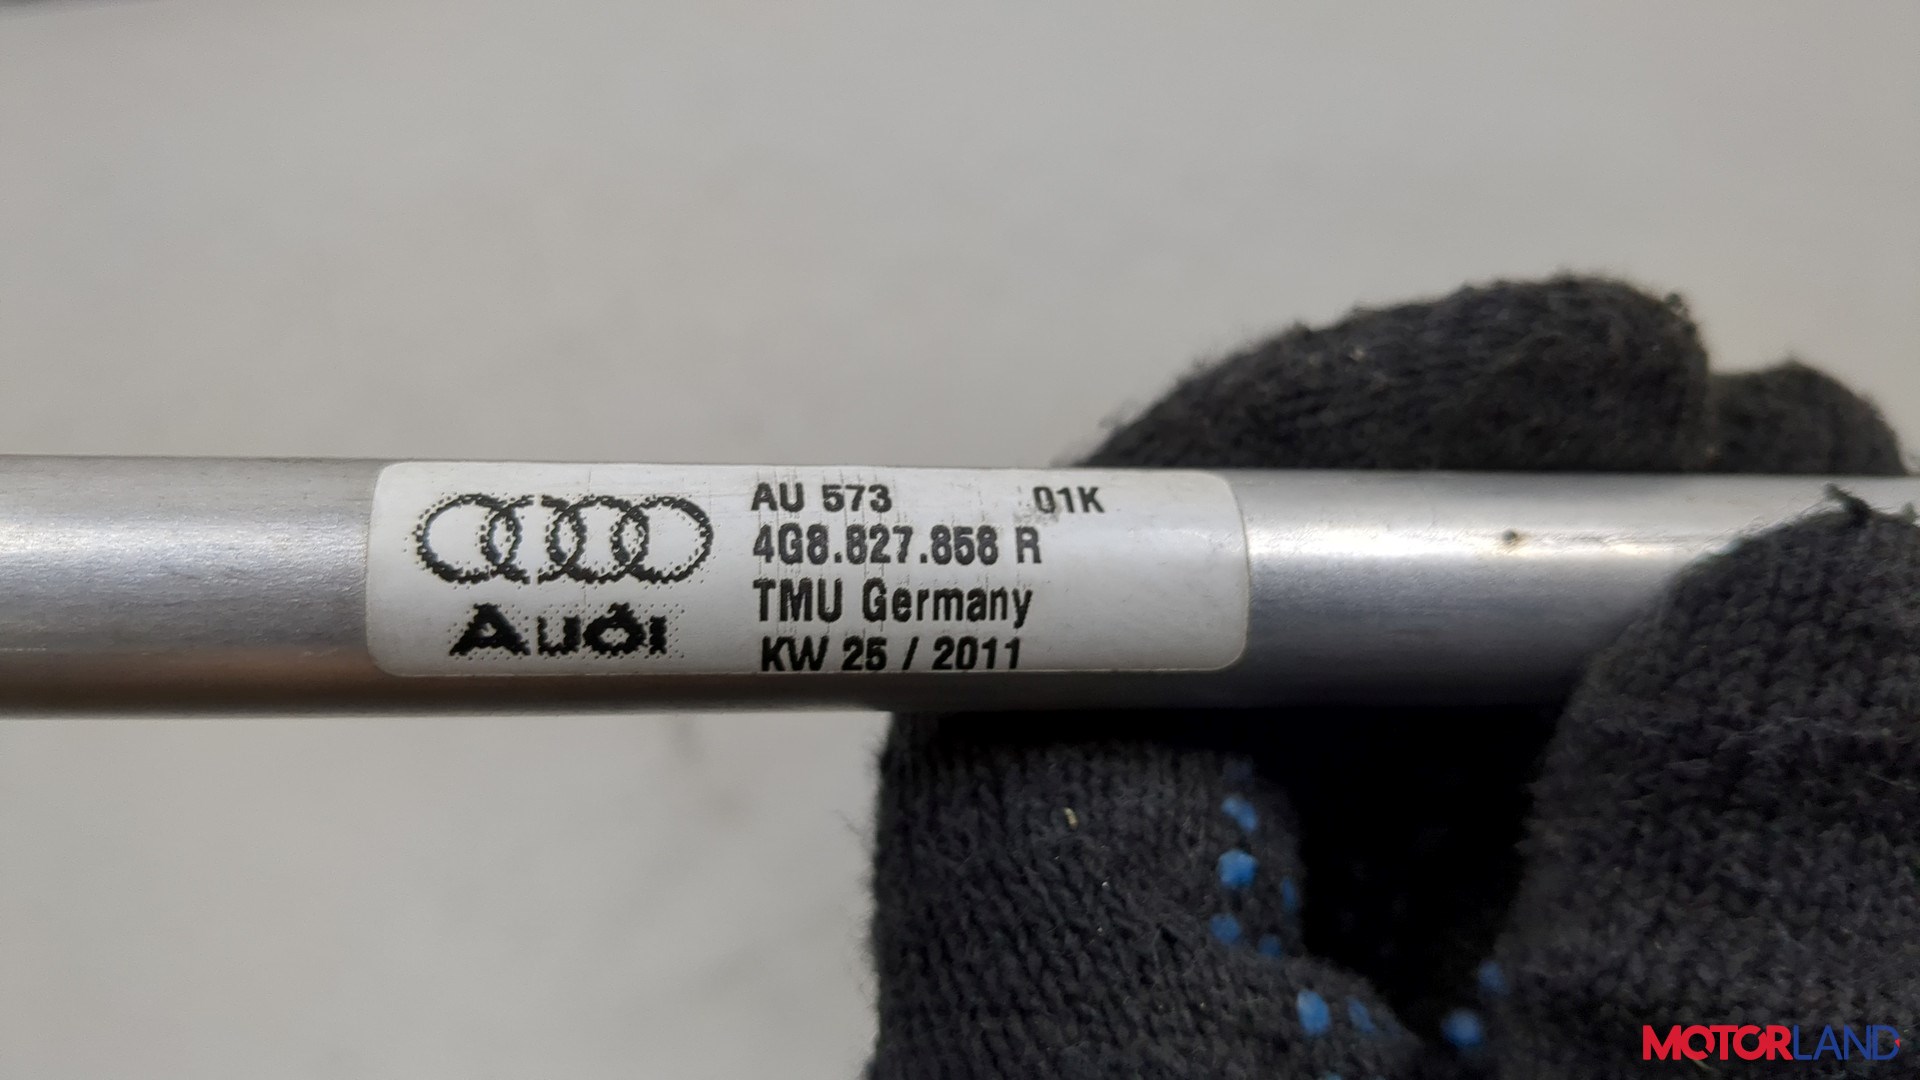 AU 573 01K
4G8.827.858 R
TMU Germany
KW 25 / 2011
Audi
MOTORLAND